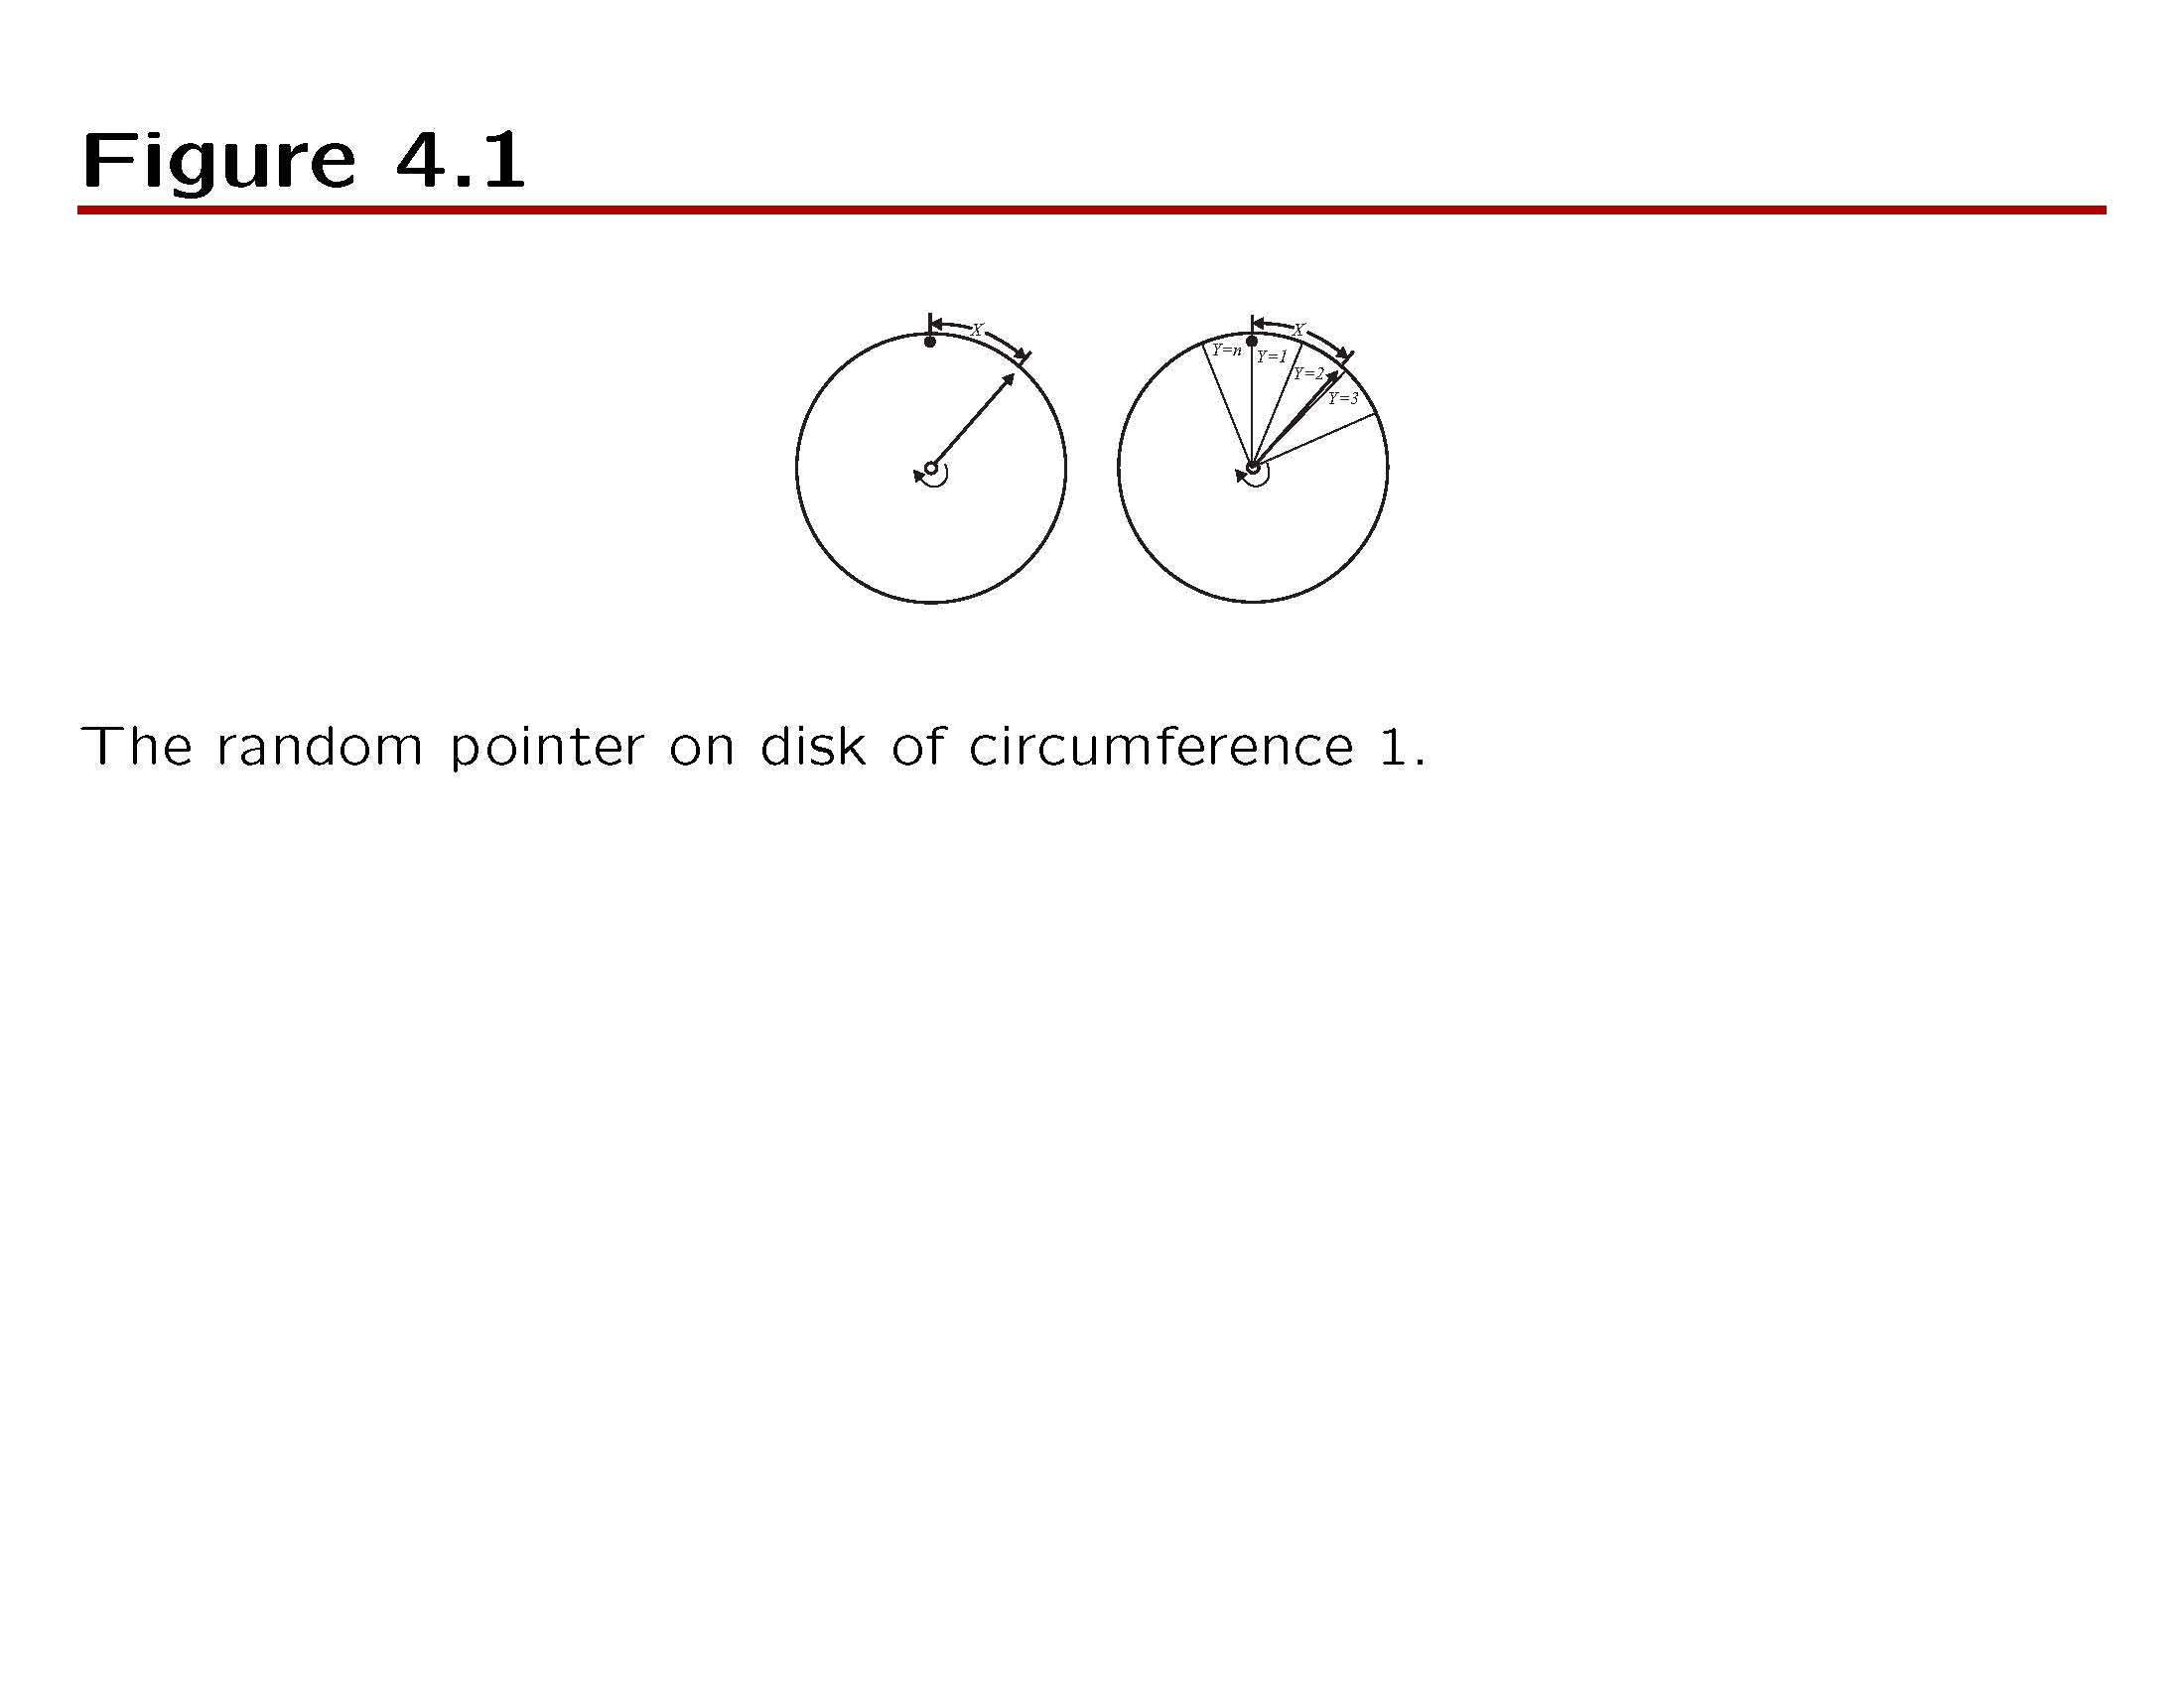 Figure 4.1
X
X
Y=n
Y=1
Y=2
Y=3
The random pointer on disk of circumference 1.